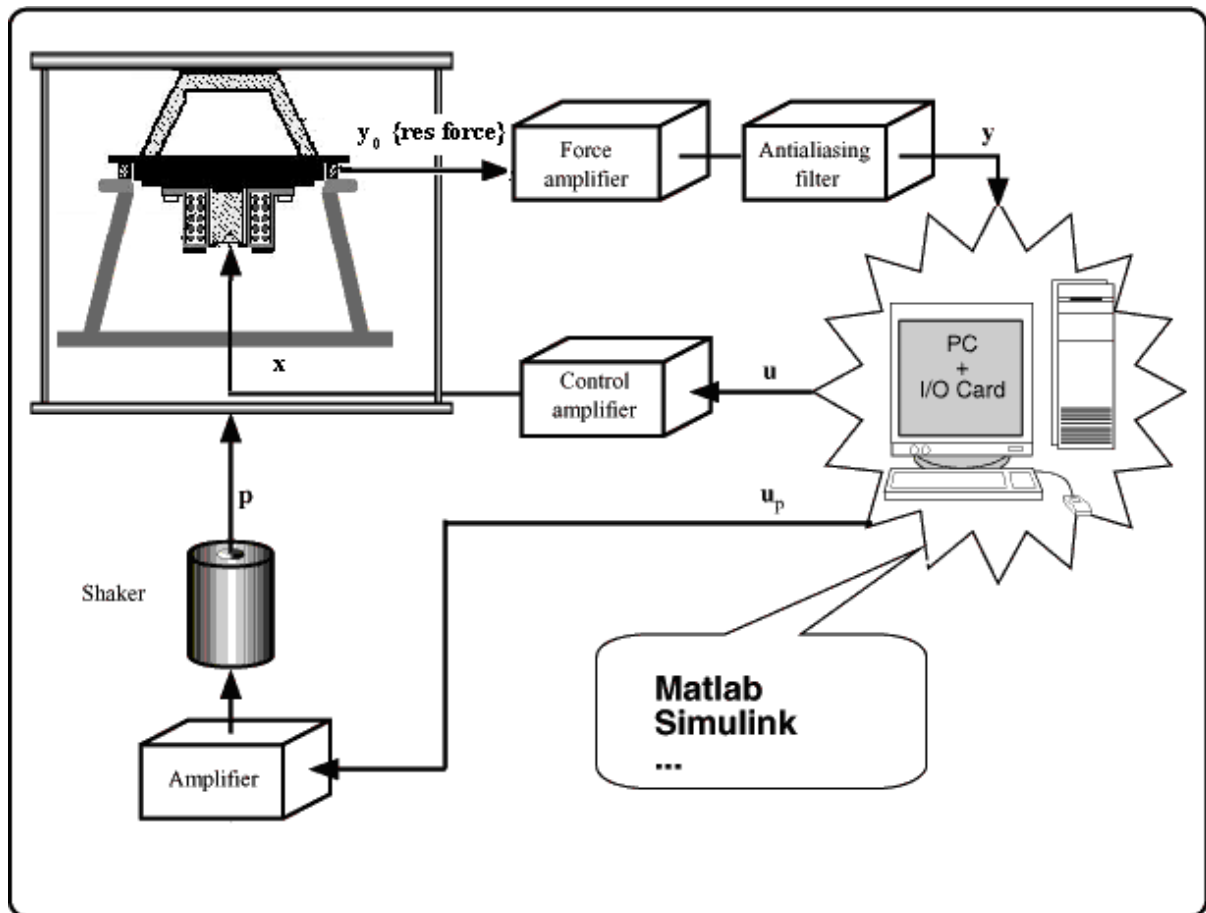 y₀ {res force}
Force
amplifier
Antialiasing
filter
y
PC
+
I/O Card
x
Control
amplifier
u
p
uₚ
Shaker
Matlab
Simulink
...
Amplifier